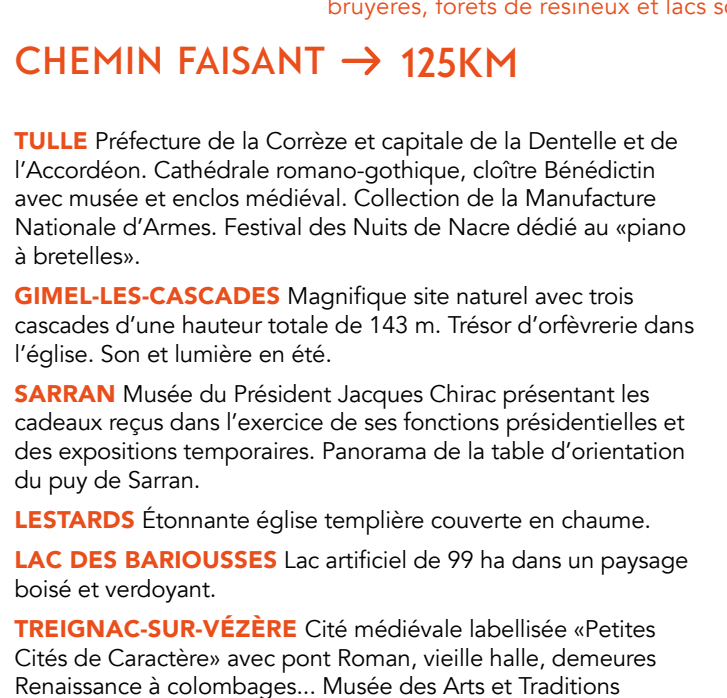 bruyères, forêts de résineux et lacs
CHEMIN FAISANT → 125KM
TULLE Préfecture de la Corrèze et capitale de la Dentelle et de
l'Accordéon. Cathédrale romano-gothique, cloître Bénédictin
avec musée et enclos médiéval. Collection de la Manufacture
Nationale d'Armes. Festival des Nuits de Nacre dédié au «piano
à bretelles».
GIMEL-LES-CASCADES Magnifique site naturel avec trois
cascades d'une hauteur totale de 143 m. Trésor d'orfèvrerie dans
l'église. Son et lumière en été.
SARRAN Musée du Président Jacques Chirac présentant les
cadeaux reçus dans l'exercice de ses fonctions présidentielles et
des expositions temporaires. Panorama de la table d'orientation
du puy de Sarran.
LESTARDS Étonnante église templière couverte en chaume.
LAC DES BARIOUSSES Lac artificiel de 99 ha dans un paysage
boisé et verdoyant.
TREIGNAC-SUR-VÉZÈRE Cité médiévale labellisée «Petites
Cités de Caractère» avec pont Roman, vieille halle, demeures
Renaissance à colombages... Musée des Arts et Traditions